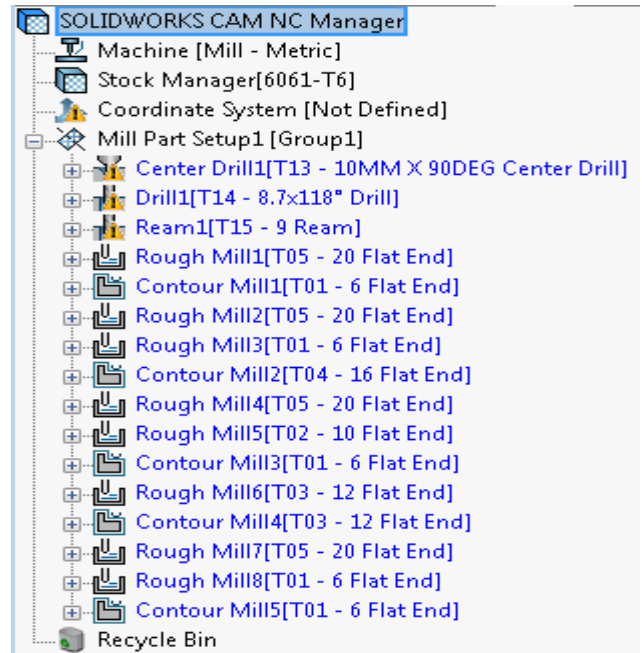 SOLIDWORKS CAM NC Manager
Machine [Mill - Metric]
Stock Manager[6061-T6]
Coordinate System [Not Defined]
Mill Part Setup1 [Group1]
Center Drill1[T13 - 10MM X 90DEG Center Drill]
Drill1[T14 - 8.7x118° Drill]
Ream1[T15 - 9 Ream]
Rough Mill1[T05 - 20 Flat End]
Contour Mill1[T01 - 6 Flat End]
Rough Mill2[T05 - 20 Flat End]
Rough Mill3[T01 - 6 Flat End]
Contour Mill2[T04 - 16 Flat End]
Rough Mill4[T05 - 20 Flat End]
Rough Mill5[T02 - 10 Flat End]
Contour Mill3[T01 - 6 Flat End]
Rough Mill6[T03 - 12 Flat End]
Contour Mill4[T03 - 12 Flat End]
Rough Mill7[T05 - 20 Flat End]
Rough Mill8[T01 - 6 Flat End]
Contour Mill5[T01 - 6 Flat End]
Recycle Bin